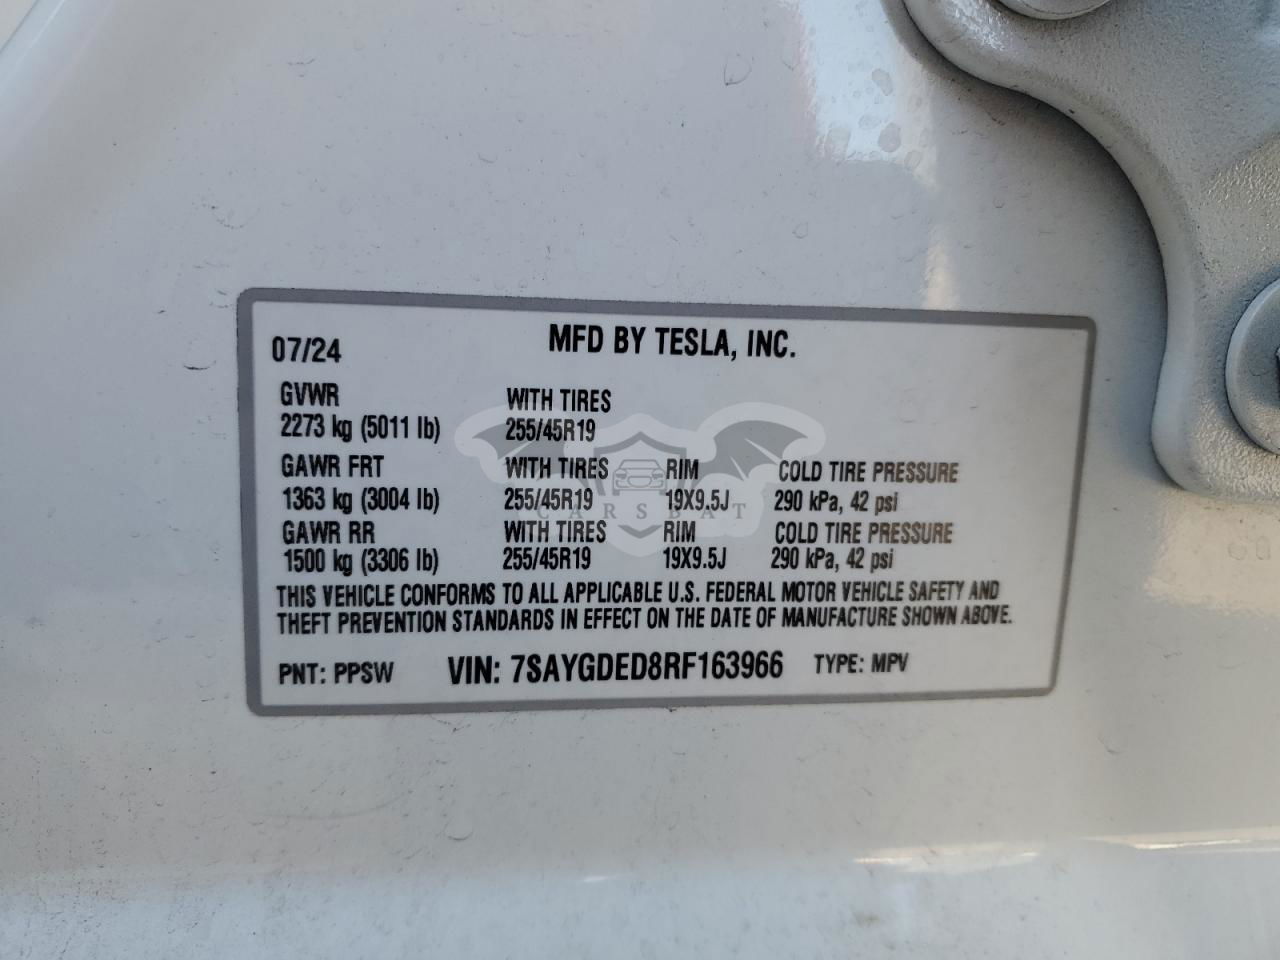 07/24 MFD BY TESLA, INC.
GVWR WITH TIRES
2273 kg (5011 lb) 255/45R19
GAWR FRT WITH TIRES RIM COLD TIRE PRESSURE
1363 kg (3004 lb) 255/45R19 19X9.5J 290 kPa, 42 psi
CARSBAT
GAWR RR WITH TIRES RIM COLD TIRE PRESSURE
1500 kg (3306 lb) 255/45R19 19X9.5J 290 kPa, 42 psi
THIS VEHICLE CONFORMS TO ALL APPLICABLE U.S. FEDERAL MOTOR VEHICLE SAFETY AND
THEFT PREVENTION STANDARDS IN EFFECT ON THE DATE OF MANUFACTURE SHOWN ABOVE.
PNT: PPSW VIN: 7SAYGDED8RF163966 TYPE: MPV